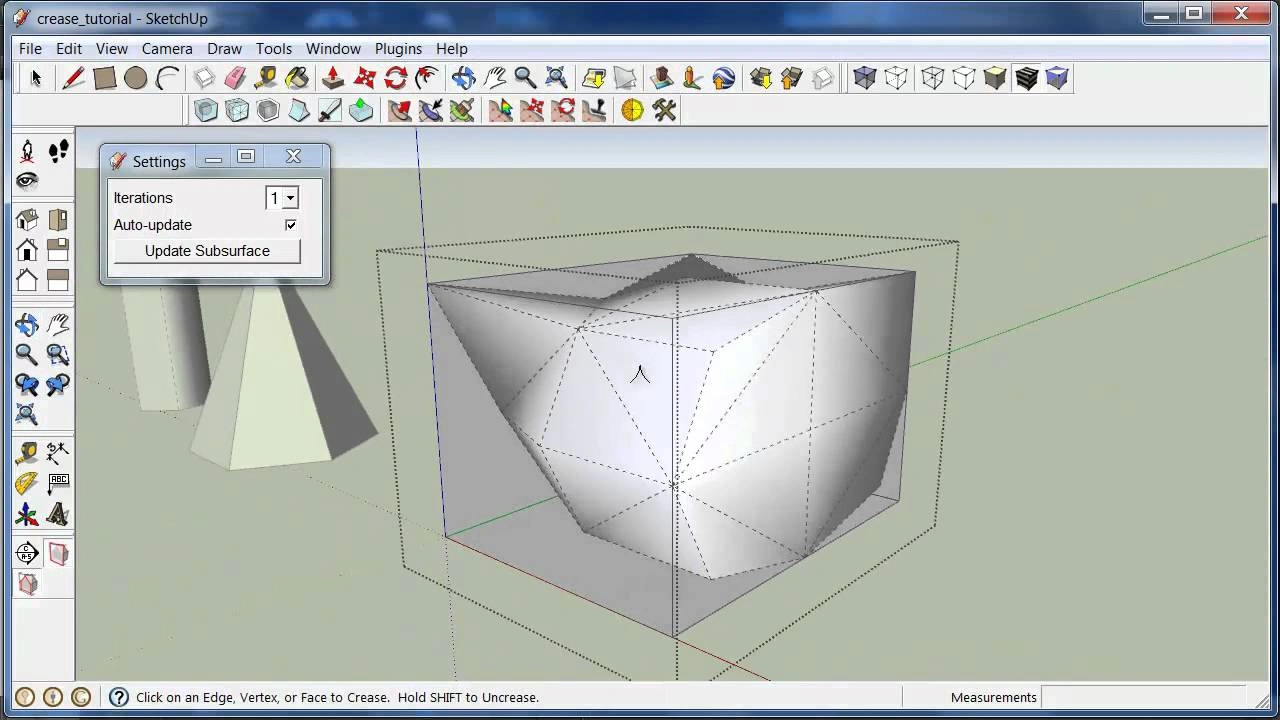 crease_tutorial - SketchUp
File Edit View Camera Draw Tools Window Plugins Help
Settings
Iterations 1
Auto-update
Update Subsurface
ABC
Click on an Edge, Vertex, or Face to Crease. Hold SHIFT to Uncrease.
Measurements